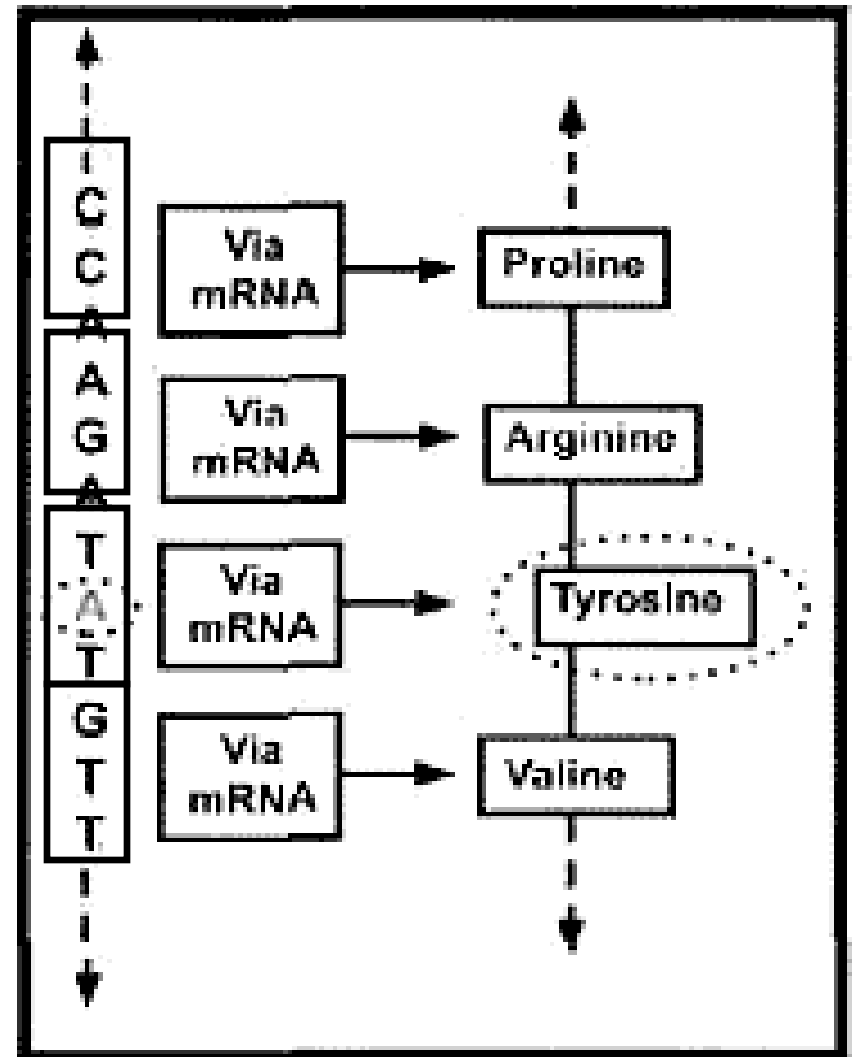 C
C
A
Via
mRNA
Proline
A
G
A
Via
mRNA
Arginine
T
A
T
Via
mRNA
Tyrosine
G
T
T
Via
mRNA
Valine